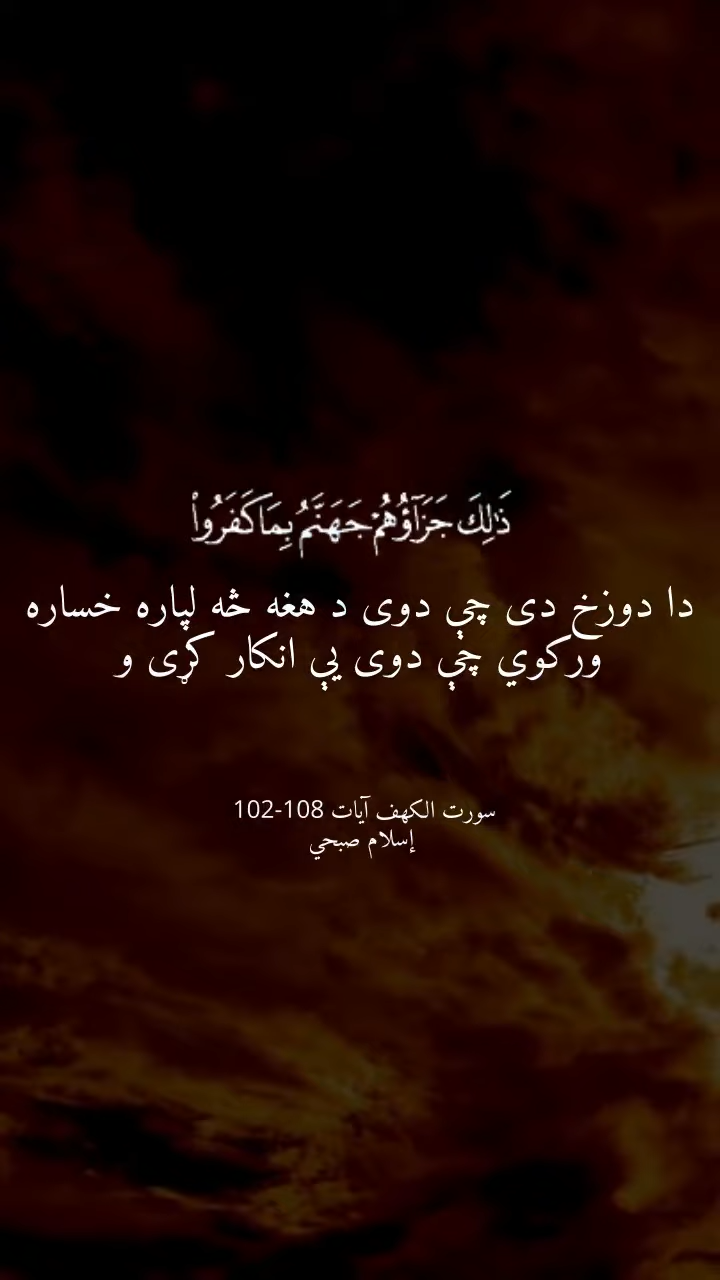 ذَٰلِكَ جَزَآؤُهُمْ جَهَنَّمُ بِمَا كَفَرُوا۟
دا دوزخ دی چې دوی د هغه څه لپاره خساره
ورکوي چې دوی یې انکار کړی و
سورت الكهف آيات 108-102
إسلام صبحي